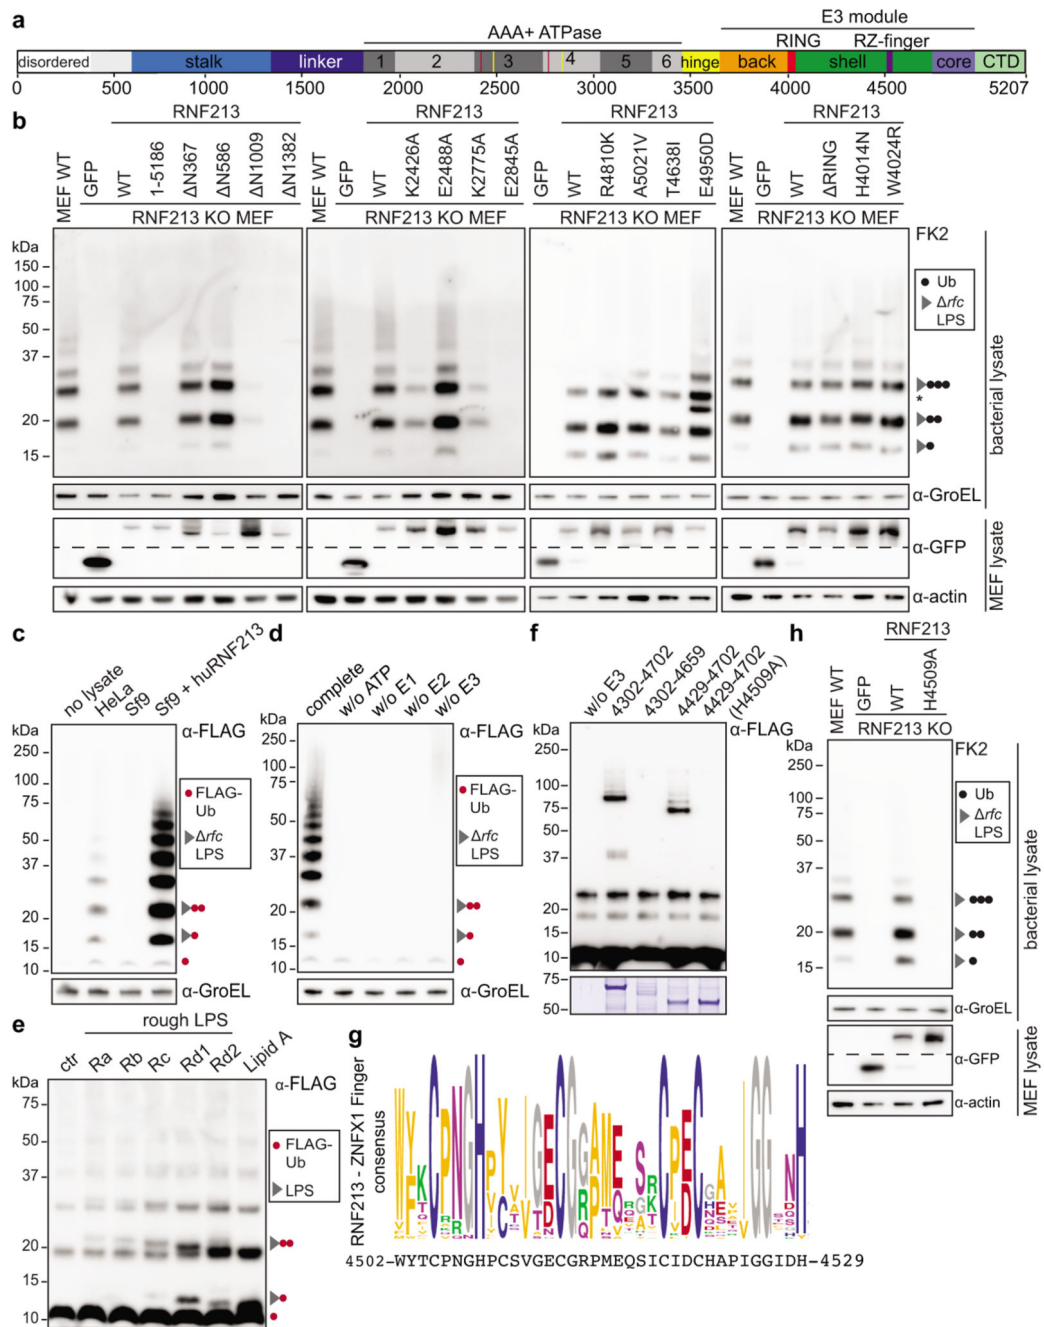 a
AAA+ ATPase
E3 module
RING RZ-finger
disordered stalk linker 1 2 3 4 5 6 hinge back shell core CTD
0 500 1000 1500 2000 2500 3000 3500 4000 4500 5207
b
RNF213 RNF213 RNF213 RNF213
MEF WT GFP WT 1-5186 ΔN367 ΔN586 ΔN1009 ΔN1382
MEF WT GFP WT K2426A E2488A K2775A E2845A
GFP WT R4810K A5021V T4638I E4950D
MEF WT GFP WT ΔRING H4014N W4024R
RNF213 KO MEF RNF213 KO MEF RNF213 KO MEF RNF213 KO MEF
kDa
150
100
75
50
37
20
15
FK2
Ub
Δrfc
LPS
*
bacterial lysate
α-GroEL
α-GFP
α-actin
MEF lysate
c
no lysate HeLa Sf9 Sf9 + huRNF213
kDa
250
100
75
50
37
20
15
10
α-FLAG
FLAG-
Ub
Δrfc
LPS
α-GroEL
d
complete w/o ATP w/o E1 w/o E2 w/o E3
kDa
250
100
75
50
37
20
15
10
α-FLAG
FLAG-
Ub
Δrfc
LPS
α-GroEL
e
rough LPS
ctr Ra Rb Rc Rd1 Rd2 Lipid A
kDa
75
50
37
20
15
10
α-FLAG
FLAG-
Ub
LPS
f
w/o E3 4302-4702 4302-4659 4429-4702 4429-4702
(H4509A)
kDa
250
100
75
50
37
20
15
10
75
50
α-FLAG
g
RNF213 - ZNFX1 Finger
consensus
4502-WYTCPNGHPCSVGECGRPMEQSICIDCHAPIGGIDH-4529
h
RNF213
MEF WT GFP WT H4509A
RNF213 KO
kDa
250
100
75
50
37
20
15
FK2
Ub
Δrfc
LPS
bacterial lysate
α-GroEL
α-GFP
α-actin
MEF lysate